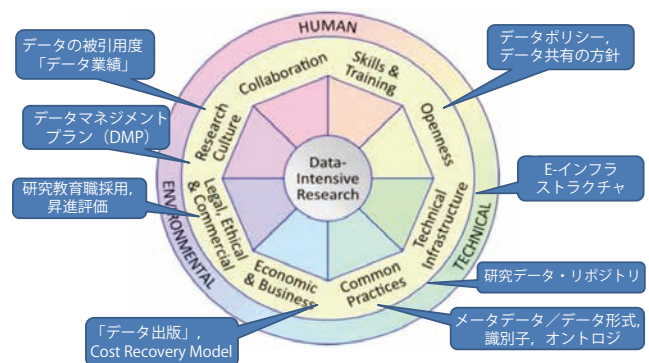 データの被引用度
「データ業績」
データマネジメント
プラン（DMP）
研究教育職採用,
昇進評価
「データ出版」,
Cost Recovery Model
データポリシー,
データ共有の方針
E-インフラ
ストラクチャ
研究データ・リポジトリ
メータデータ／データ形式,
識別子, オントロジ
HUMAN
TECHNICAL
ENVIRONMENTAL
Collaboration
Skills &
Training
Openness
Technical
Infrastructure
Common
Practices
Economic
& Business
Legal, Ethical
& Commercial
Research
Culture
Data-
Intensive
Research